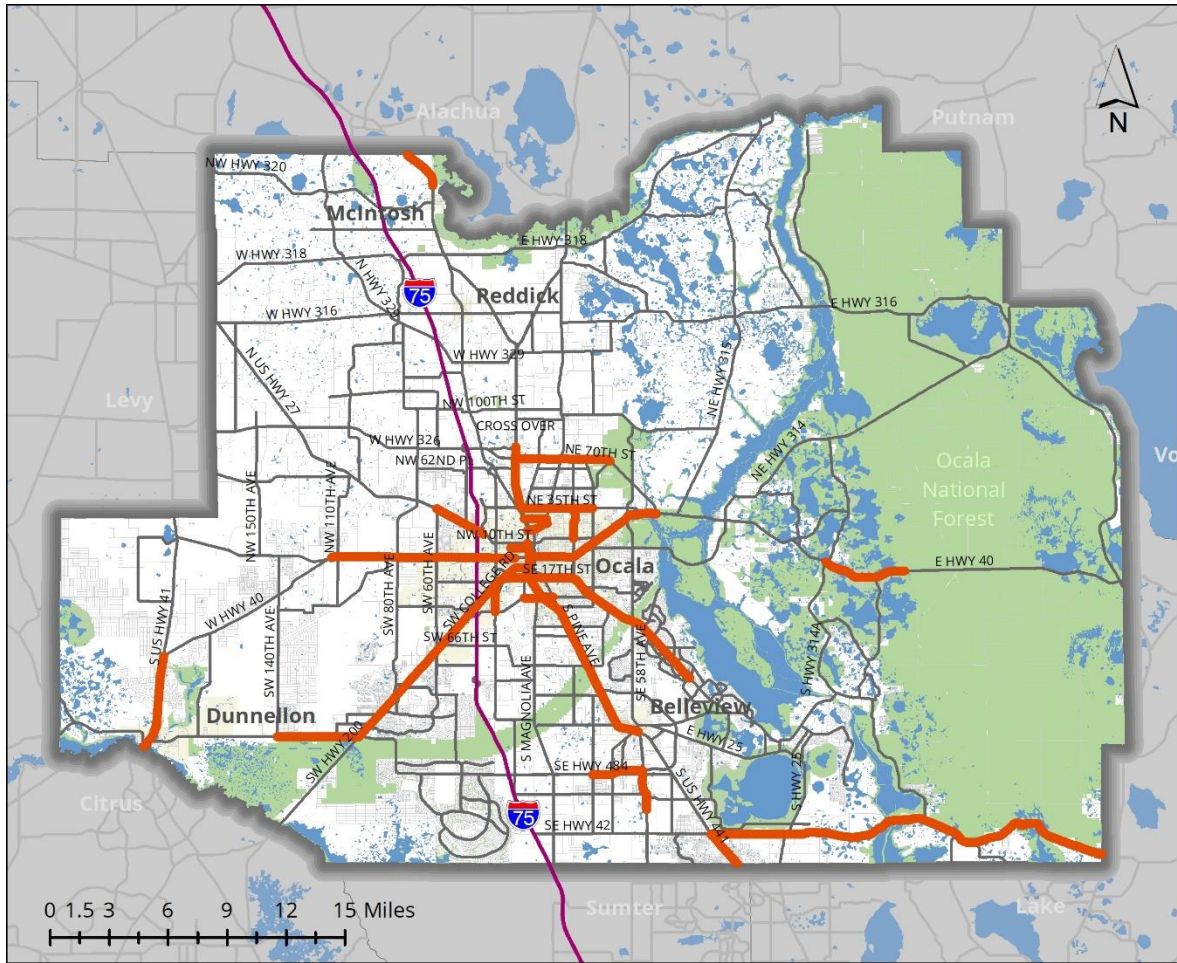 Alachua
Putnam
N
NW HWY 320
McIntosh
E HWY 318
W HWY 318
N HWY 329
75
Reddick
W HWY 316
E HWY 316
W HWY 329
N US HWY 27
NE HWY 315
Levy
NW 100TH ST
CROSS OVER
W HWY 326
NE 70TH ST
NW 62ND PL
NE HWY 314
Vo
Ocala
National
Forest
NW 150TH AVE
NW 110TH AVE
NE 35TH ST
NW 10TH ST
SW 80TH AVE
SW 60TH AVE
SW COLLEGE RD
SE 17TH ST
Ocala
E HWY 40
S US HWY 41
W HWY 40
SW 140TH AVE
SW 66TH ST
S PINE AVE
SE 58TH AVE
S HWY 314A
S MAGNOLIA AVE
Dunnellon
Belleview
SW HWY 200
E HWY 25
SE HWY 484
S US HWY 441
S HWY 25
Citrus
75
SE HWY 42
0 1.5 3 6 9 12 15 Miles
Sumter
Lake